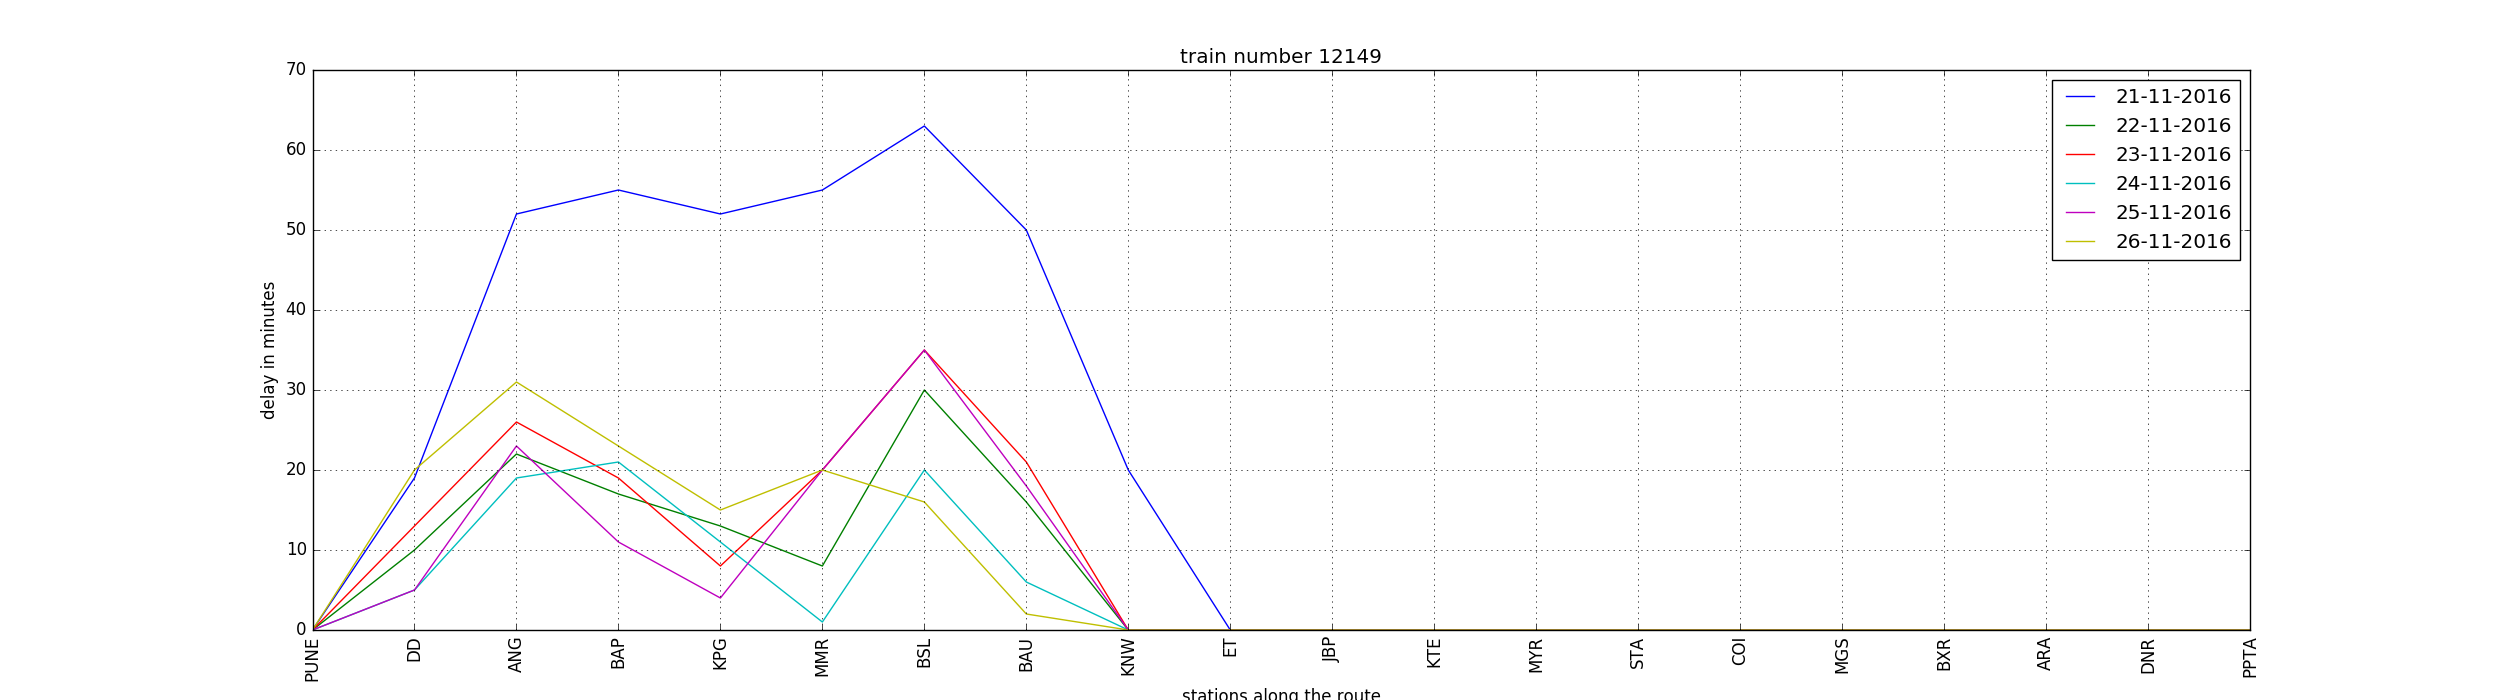 train number 12149
70
60
50
40
30
20
10
0
delay in minutes
21-11-2016
22-11-2016
23-11-2016
24-11-2016
25-11-2016
26-11-2016
PUNE
DD
ANG
BAP
KPG
MMR
BSL
BAU
KNW
ET
JBP
KTE
MYR
STA
COI
MGS
BXR
ARA
DNR
PPTA
stations along the route